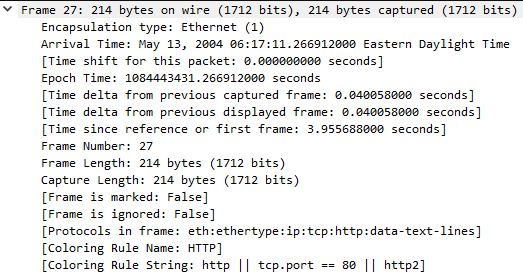 Frame 27: 214 bytes on wire (1712 bits), 214 bytes captured (1712 bits)
Encapsulation type: Ethernet (1)
Arrival Time: May 13, 2004 06:17:11.266912000 Eastern Daylight Time
[Time shift for this packet: 0.000000000 seconds]
Epoch Time: 1084443431.266912000 seconds
[Time delta from previous captured frame: 0.040058000 seconds]
[Time delta from previous displayed frame: 0.040058000 seconds]
[Time since reference or first frame: 3.955688000 seconds]
Frame Number: 27
Frame Length: 214 bytes (1712 bits)
Capture Length: 214 bytes (1712 bits)
[Frame is marked: False]
[Frame is ignored: False]
[Protocols in frame: eth:ethertype:ip:tcp:http:data-text-lines]
[Coloring Rule Name: HTTP]
[Coloring Rule String: http || tcp.port == 80 || http2]